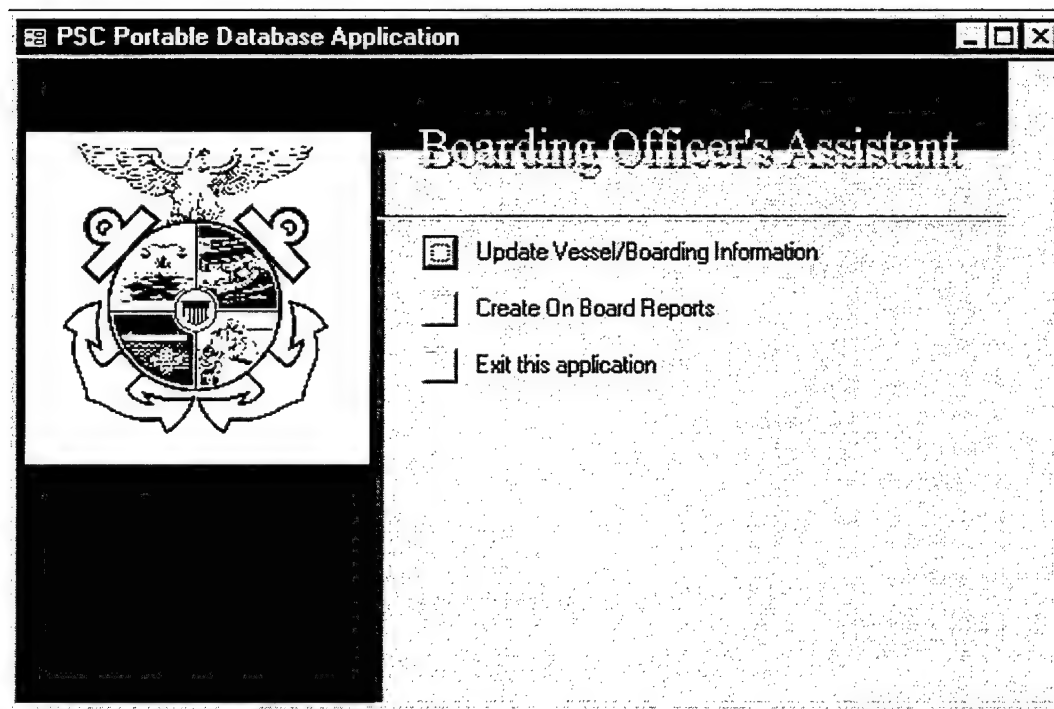 PSC Portable Database Application
Boarding Officer's Assistant
Update Vessel/Boarding Information
Create On Board Reports
Exit this application